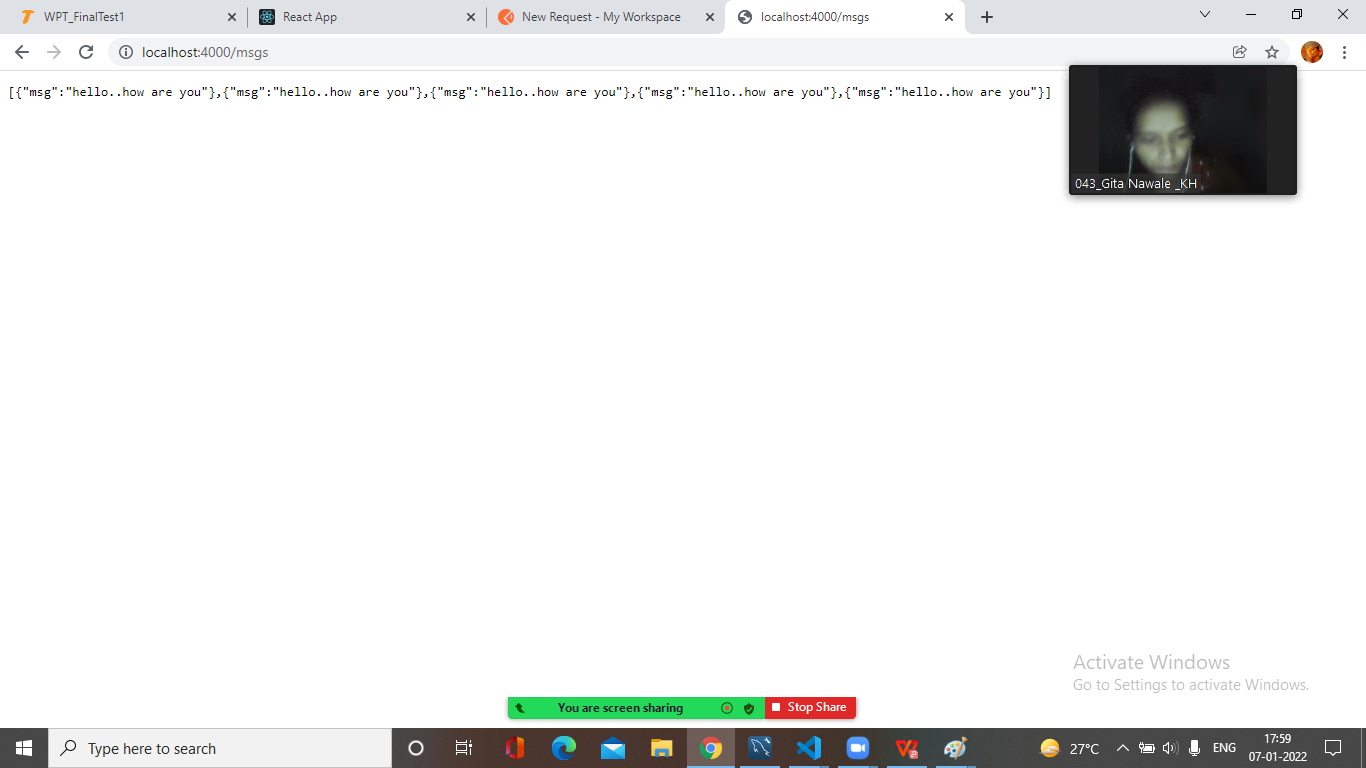 WPT_FinalTest1
React App
New Request - My Workspace
localhost:4000/msgs
localhost:4000/msgs
[{"msg":"hello..how are you"},{"msg":"hello..how are you"},{"msg":"hello..how are you"},{"msg":"hello..how are you"},{"msg":"hello..how are you"}]
043_Gita Nawale _KH
Activate Windows
Go to Settings to activate Windows.
You are screen sharing
Stop Share
Type here to search
27°C
ENG
17:59
07-01-2022